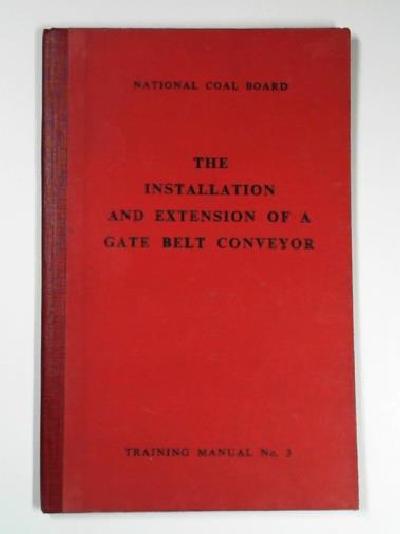 NATIONAL COAL BOARD
THE
INSTALLATION
AND EXTENSION OF A
GATE BELT CONVEYOR
TRAINING MANUAL No. 3